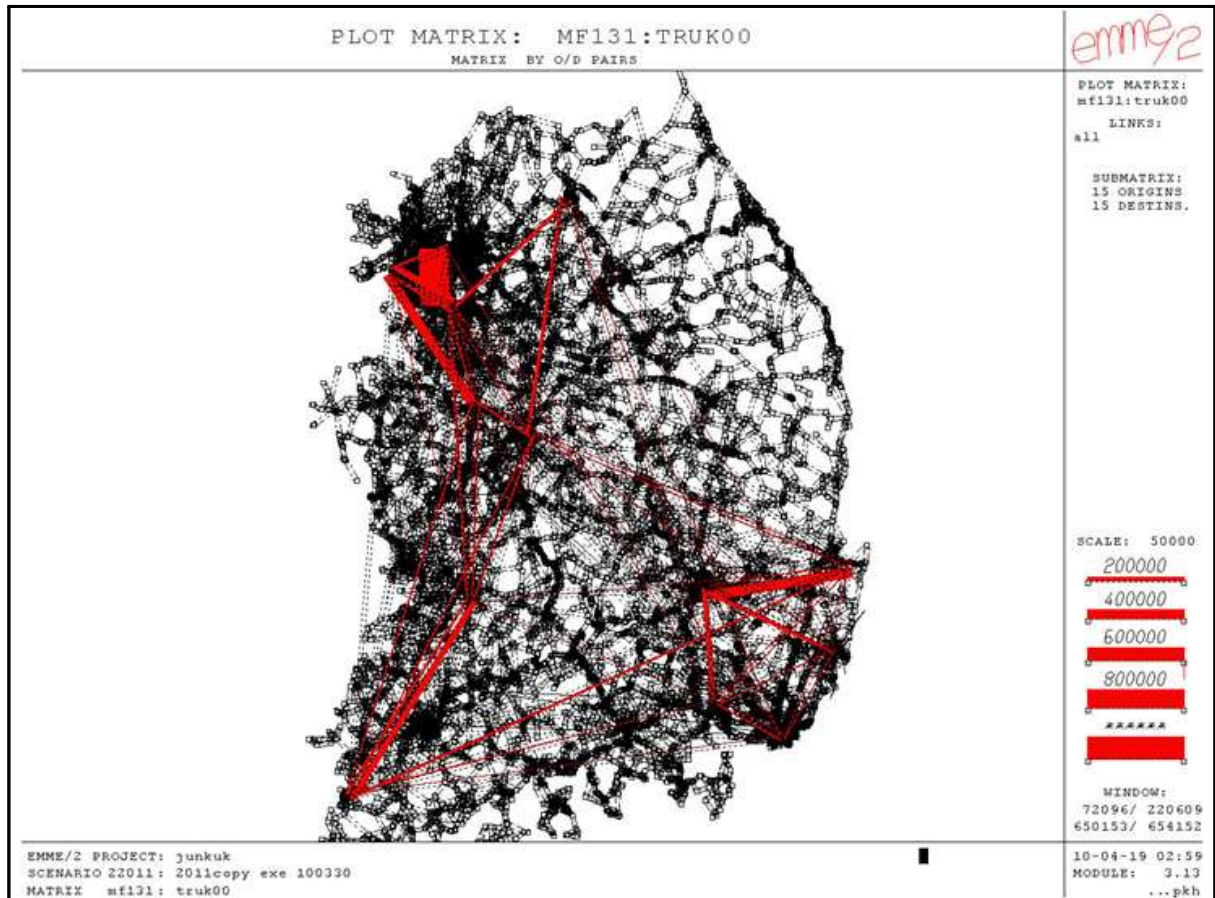 PLOT MATRIX: MF131:TRUK00
MATRIX BY O/D PAIRS
emme/2
PLOT MATRIX:
mf131:truk00
LINKS:
all
SUBMATRIX:
15 ORIGINS
15 DESTINS.
SCALE: 50000
200000
400000
600000
800000
******
WINDOW:
72096/ 220609
650153/ 654152
EMME/2 PROJECT: junkuk
SCENARIO 22011: 2011copy exe 100330
MATRIX mf131: truk00
10-04-19 02:59
MODULE: 3.13
...pkh